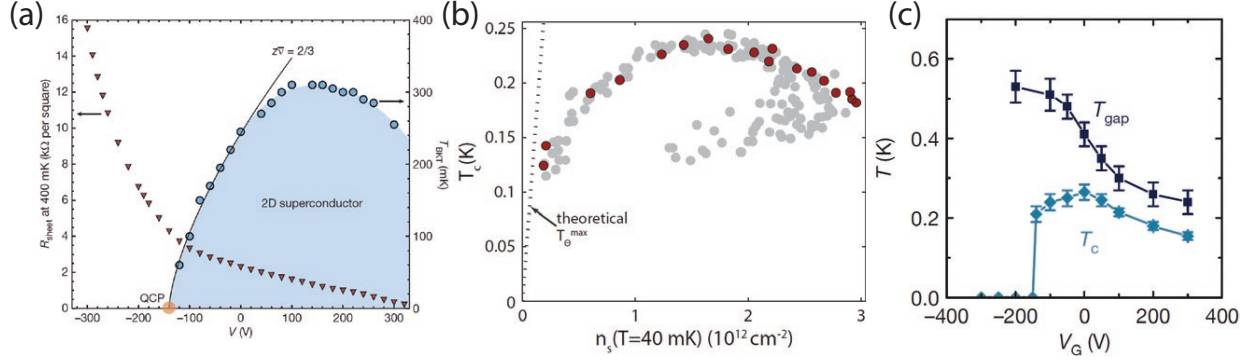 (a)
16
14
12
10
8
6
4
2
0
R_sheet at 400 mK (kΩ per square)
−300
−200
−100
0
100
200
300
V (V)
400
300
200
100
0
T_BKT (mK)
zν̄ = 2/3
2D superconductor
QCP
(b)
0.25
0.2
0.15
0.1
0.05
0
T_c(K)
0
1
2
3
n_s(T=40 mK) (10^12 cm^-2)
theoretical
T_Θ^max
(c)
0.6
0.4
0.2
0.0
T (K)
−400
−200
0
200
400
V_G (V)
T_gap
T_c